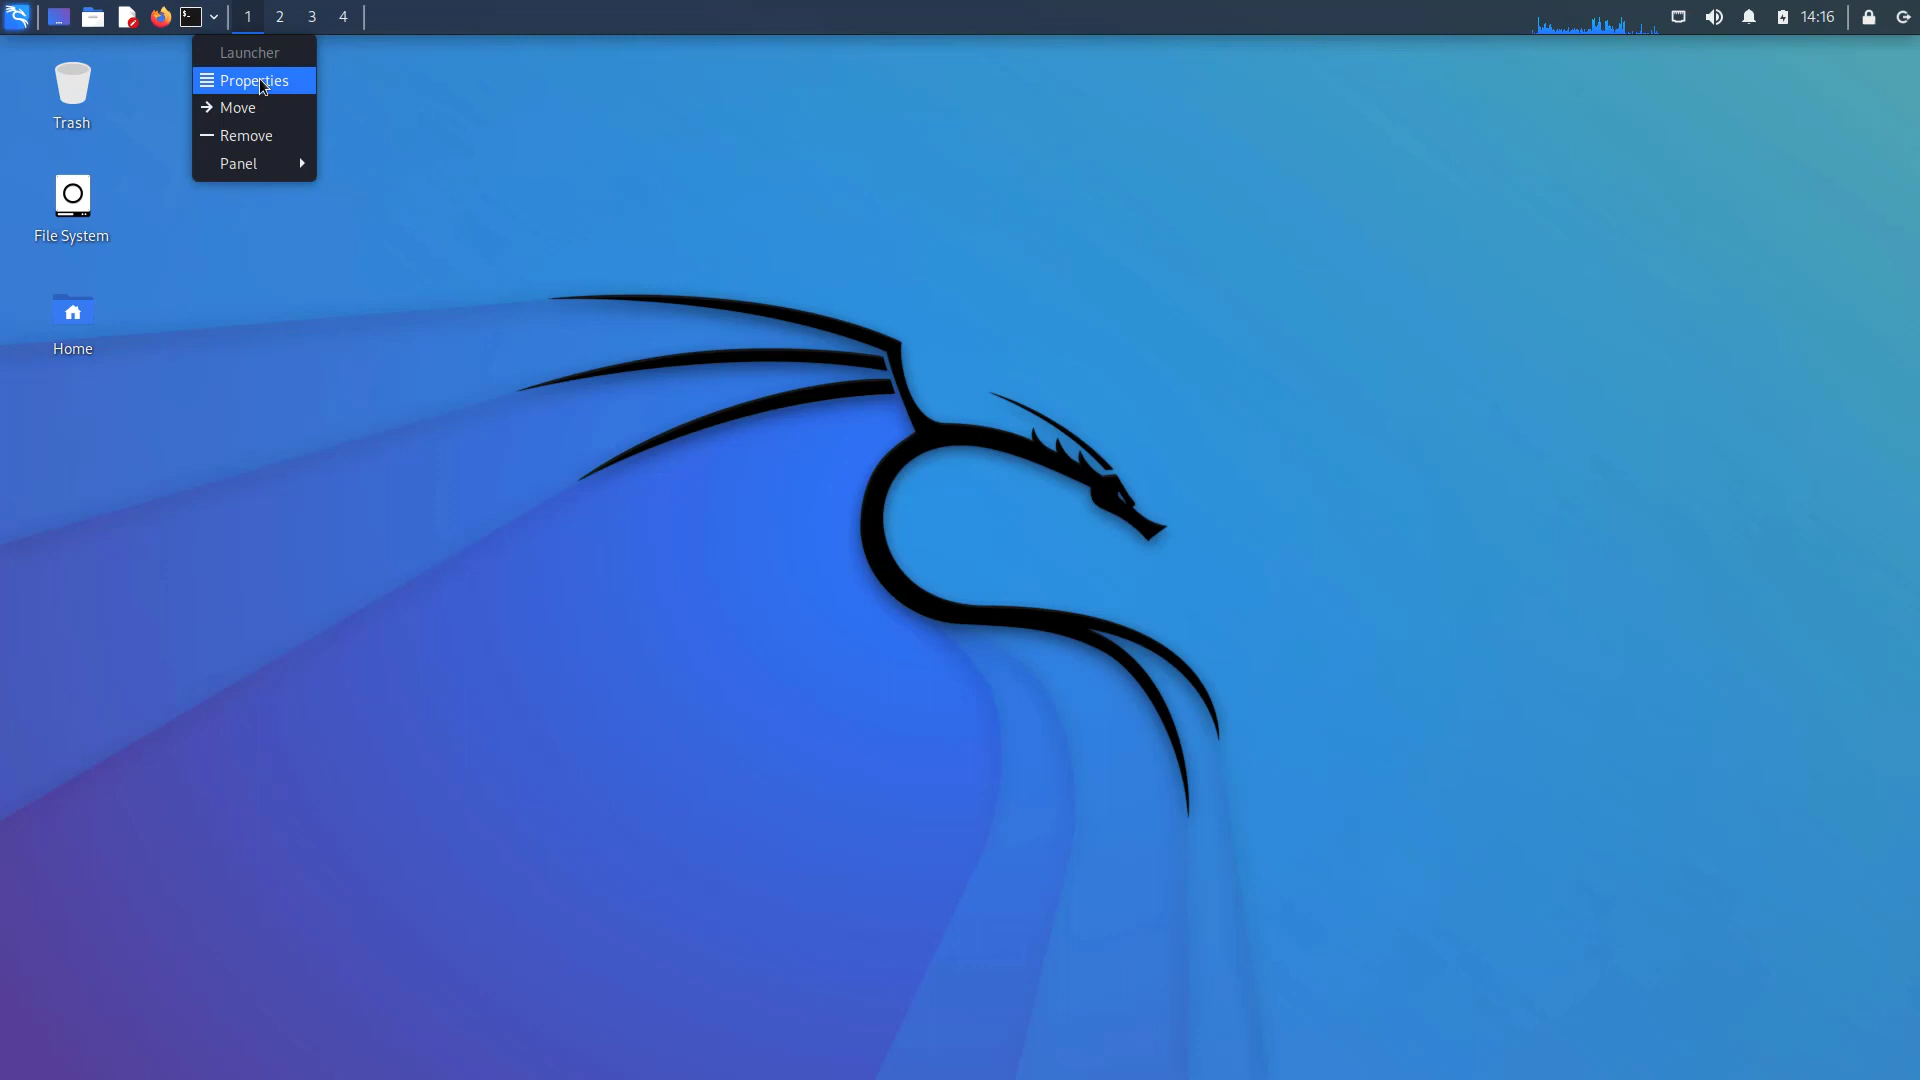 1 2 3 4
14:16
Launcher
Properties
Move
Remove
Panel
Trash
File System
Home